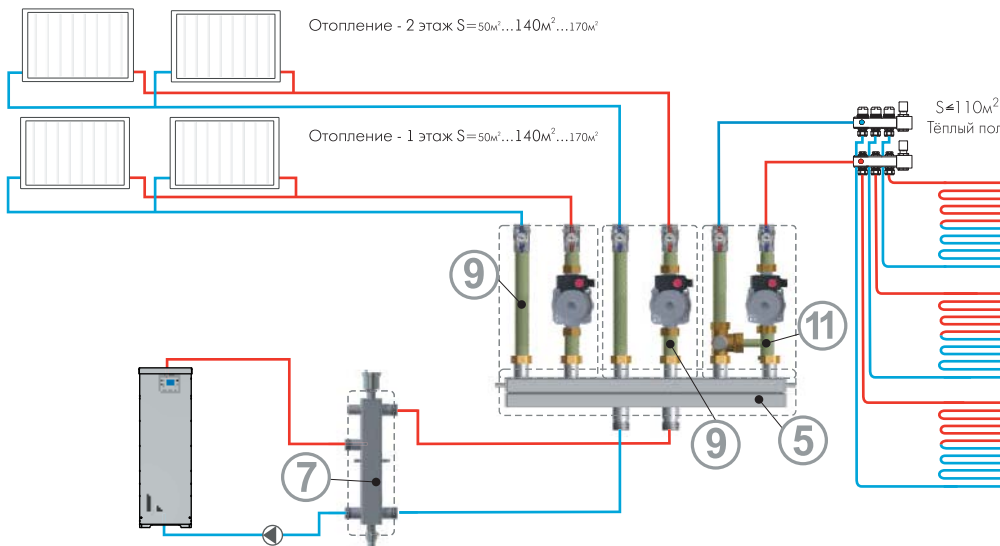 Отопление - 2 этаж S=50м²...140м²...170м²
S≤110м²
Тёплый пол
Отопление - 1 этаж S=50м²...140м²...170м²
9
11
9
5
7